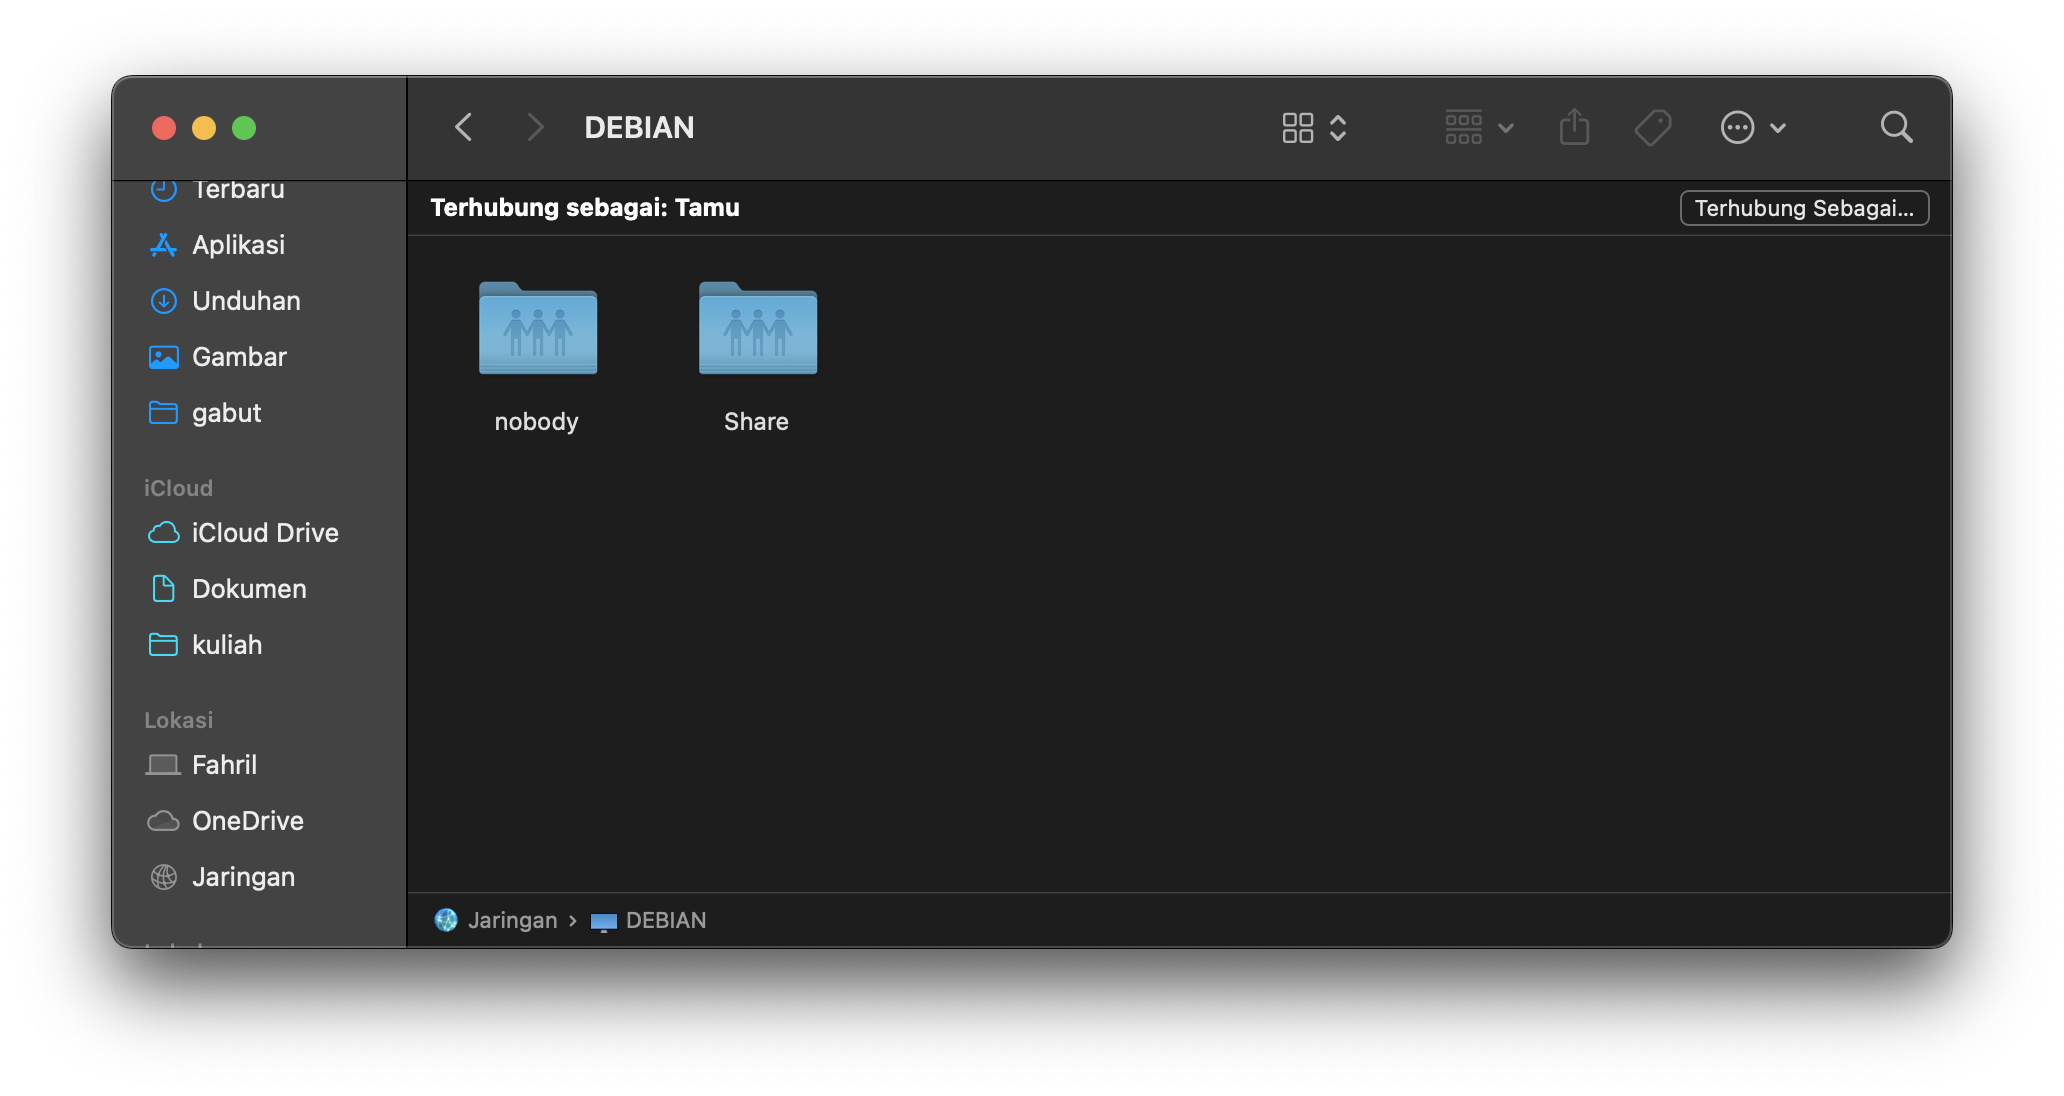 DEBIAN
Terbaru
Aplikasi
Unduhan
Gambar
gabut
iCloud
iCloud Drive
Dokumen
kuliah
Lokasi
Fahril
OneDrive
Jaringan
Terhubung sebagai: Tamu
Terhubung Sebagai...
nobody
Share
Jaringan
DEBIAN